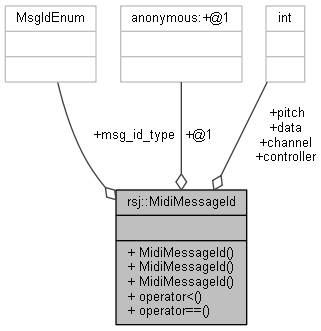 MsgIdEnum
anonymous:+@1
int
+msg_id_type
+@1
+pitch
+data
+channel
+controller
rsj::MidiMessageId
+ MidiMessageId()
+ MidiMessageId()
+ MidiMessageId()
+ operator<()
+ operator==()